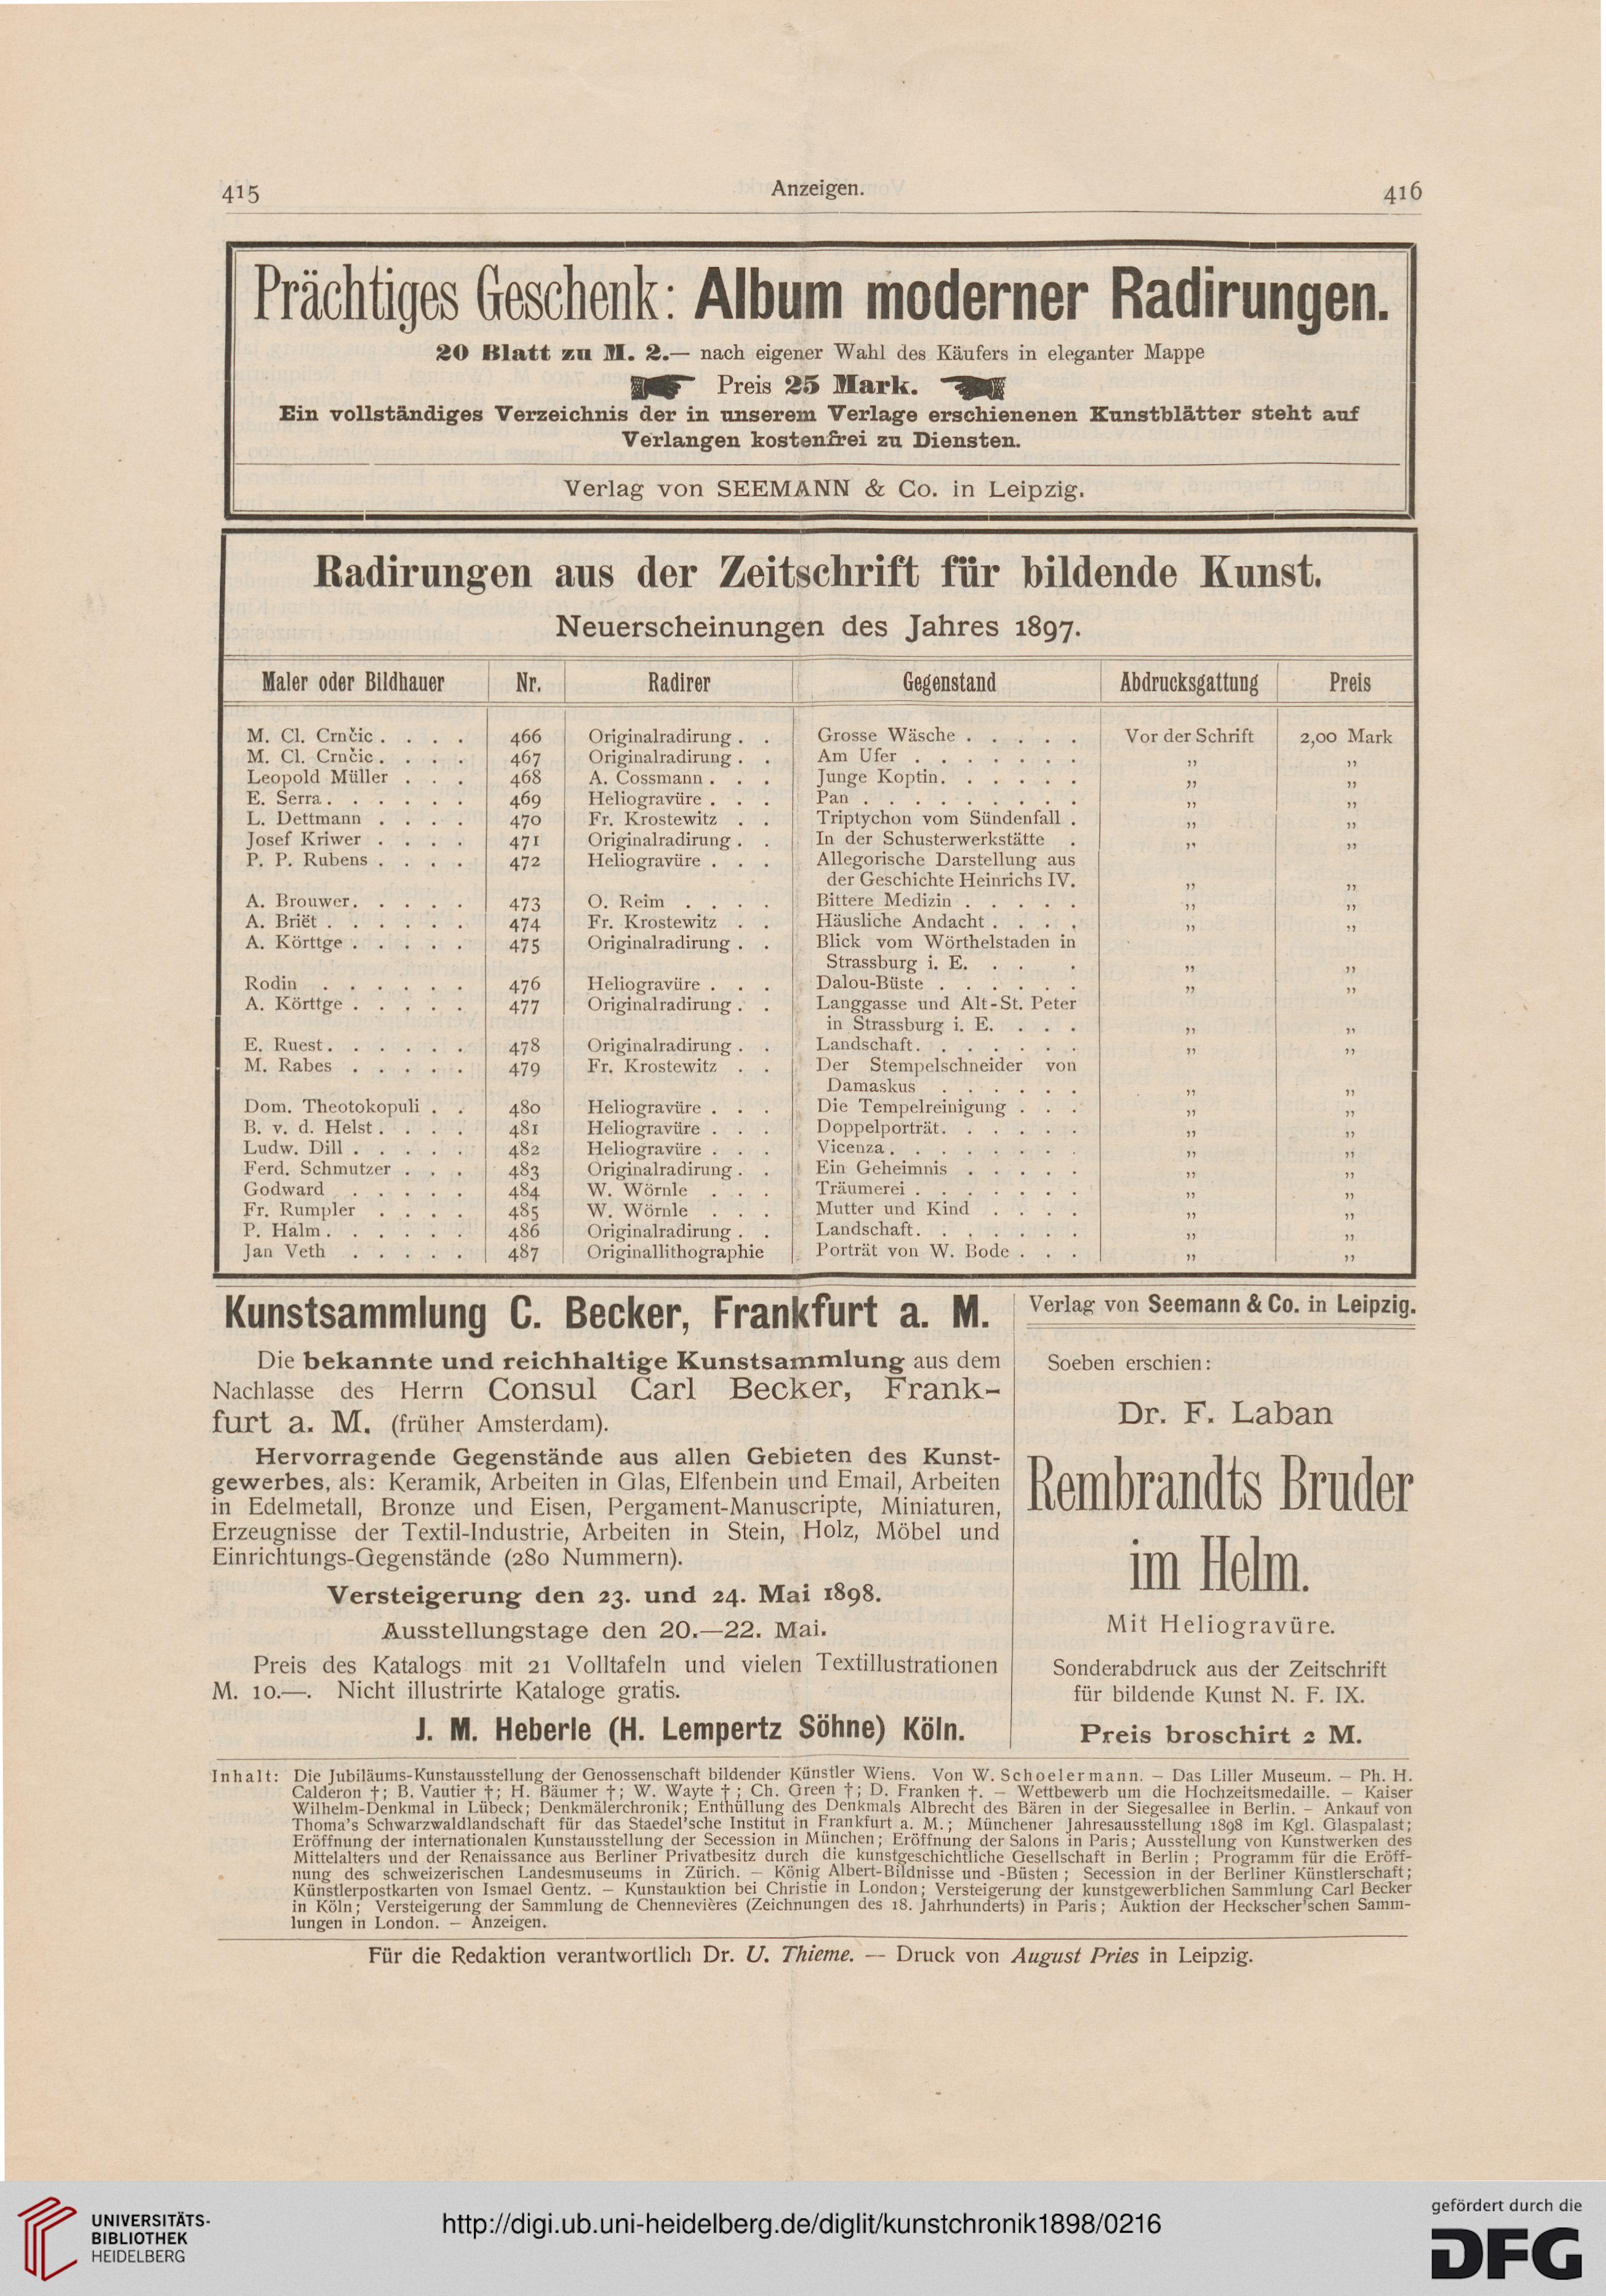 415
Anzeigen.
416
Prächtiges Geschenk: Album moderner Radirungen.
20 Blatt zu M. 2.— nach eigener Wahl des Käufers in eleganter Mappe
Preis 25 Mark.
Ein vollständiges Verzeichnis der in unserem Verlage erschienenen Kunstblätter steht auf
Verlangen kostenfrei zu Diensten.
Verlag von SEEMANN & Co. in Leipzig.
Radirungen aus der Zeitschrift für bildende Kunst.
Neuerscheinungen des Jahres 1897.
Maler oder Bildhauer Nr. Radirer Gegenstand Abdrucksgattung Preis
M. Cl. Crnčic . . . . 466 Originalradirung . . Grosse Wäsche . . . . . Vor der Schrift 2,00 Mark
M. Cl. Crnčic . . . . 467 Originalradirung . . Am Ufer . . . . . . . „ „
Leopold Müller . . . 468 A. Cossmann . . . Junge Koptin. . . . . . „ „
E. Serra . . . . . . 469 Heliogravüre . . . Pan . . . . . . . . . „ „
L. Dettmann . . . . 470 Fr. Krostewitz . . Triptychon vom Sündenfall . „ „
Josef Kriwer . . . . 471 Originalradirung . . In der Schusterwerkstätte . „ „
P. P. Rubens . . . . 472 Heliogravüre . . . Allegorische Darstellung aus
der Geschichte Heinrichs IV. „ „
A. Brouwer. . . . . 473 O. Reim . . . . Bittere Medizin . . . . . „ „
A. Briët . . . . . . 474 Fr. Krostewitz . . Häusliche Andacht . . . . „ „
A. Körttge . . . . . 475 Originalradirung . . Blick vom Wörthelstaden in
Strassburg i. E. . . . „ „
Rodin . . . . . . 476 Heliogravüre . . . Dalou-Büste . . . . . . „ „
A. Körttge . . . . . 477 Originalradirung . . Langgasse und Alt-St. Peter
in Strassburg i. E. . . . „ „
E. Ruest. . . . . . 478 Originalradirung . . Landschaft. . . . . . . „ „
M. Rabes . . . . . 479 Fr. Krostewitz . . Der Stempelschneider von
Damaskus . . . . . . „ „
Dom. Theotokopuli . . 480 Heliogravüre . . . Die Tempelreinigung . . . „ „
B. v. d. Helst . . . . 481 Heliogravüre . . . Doppelporträt. . . . . . „ „
Ludw. Dill . . . . . 482 Heliogravüre . . . Vicenza . . . . . . . . „ „
Ferd. Schmutzer . . . 483 Originalradirung . . Ein Geheimnis . . . . . „ „
Godward . . . . . 484 W. Wörnle . . . Träumerei . . . . . . . „ „
Fr. Rumpler . . . . 485 W. Wörnle . . . Mutter und Kind . . . . „ „
P. Halm . . . . . . 486 Originalradirung . . Landschaft. . . . . . . „ „
Jan Veth . . . . . 487 Originallithographie Porträt von W. Bode . . . „ „
Kunstsammlung C. Becker, Frankfurt a. M.
Die bekannte und reichhaltige Kunstsammlung aus dem
Nachlasse des Herrn Consul Carl Becker, Frank-
furt a. M. (früher Amsterdam).
Hervorragende Gegenstände aus allen Gebieten des Kunst-
gewerbes, als: Keramik, Arbeiten in Glas, Elfenbein und Email, Arbeiten
in Edelmetall, Bronze und Eisen, Pergament-Manuscripte, Miniaturen,
Erzeugnisse der Textil-Industrie, Arbeiten in Stein, Holz, Möbel und
Einrichtungs-Gegenstände (280 Nummern).
Versteigerung den 23. und 24. Mai 1898.
Ausstellungstage den 20.—22. Mai.
Preis des Katalogs mit 21 Volltafeln und vielen Textillustrationen
M. 10.—. Nicht illustrirte Kataloge gratis.
J. M. Heberle (H. Lempertz Söhne) Köln.
Verlag von Seemann & Co. in Leipzig.
Soeben erschien:
Dr. F. Laban
Rembrandts Bruder
im Helm.
Mit Heliogravüre.
Sonderabdruck aus der Zeitschrift
für bildende Kunst N. F. IX.
Preis broschirt 2 M.
Inhalt: Die Jubiläums-Kunstausstellung der Genossenschaft bildender Künstler Wiens. Von W. Schoelermann. — Das Liller Museum. — Ph. H.
Calderon †; B. Vautier †; H. Bäumer †; W. Wayte †; Ch. Green †; D. Franken †. — Wettbewerb um die Hochzeitsmedaille. — Kaiser
Wilhelm-Denkmal in Lübeck; Denkmälerchronik; Enthüllung des Denkmals Albrecht des Bären in der Siegesallee in Berlin. — Ankauf von
Thoma's Schwarzwaldlandschaft für das Staedel'sche Institut in Frankfurt a. M.; Münchener Jahresausstellung 1898 im Kgl. Glaspalast;
Eröffnung der internationalen Kunstausstellung der Secession in München; Eröffnung der Salons in Paris; Ausstellung von Kunstwerken des
Mittelalters und der Renaissance aus Berliner Privatbesitz durch die kunstgeschichtliche Gesellschaft in Berlin; Programm für die Eröff-
nung des schweizerischen Landesmuseums in Zürich. — König Albert-Bildnisse und -Büsten; Secession in der Berliner Künstlerschaft;
Künstlerpostkarten von Ismael Gentz. — Kunstauktion bei Christie in London; Versteigerung der kunstgewerblichen Sammlung Carl Becker
in Köln; Versteigerung der Sammlung de Chennevières (Zeichnungen des 18. Jahrhunderts) in Paris; Auktion der Heckscher'schen Samm-
lungen in London. — Anzeigen.
Für die Redaktion verantwortlich Dr. U. Thieme. — Druck von August Pries in Leipzig.
UNIVERSITÄTS-
BIBLIOTHEK
HEIDELBERG
http://digi.ub.uni-heidelberg.de/diglit/kunstchronik1898/0216
gefördert durch die
DFG